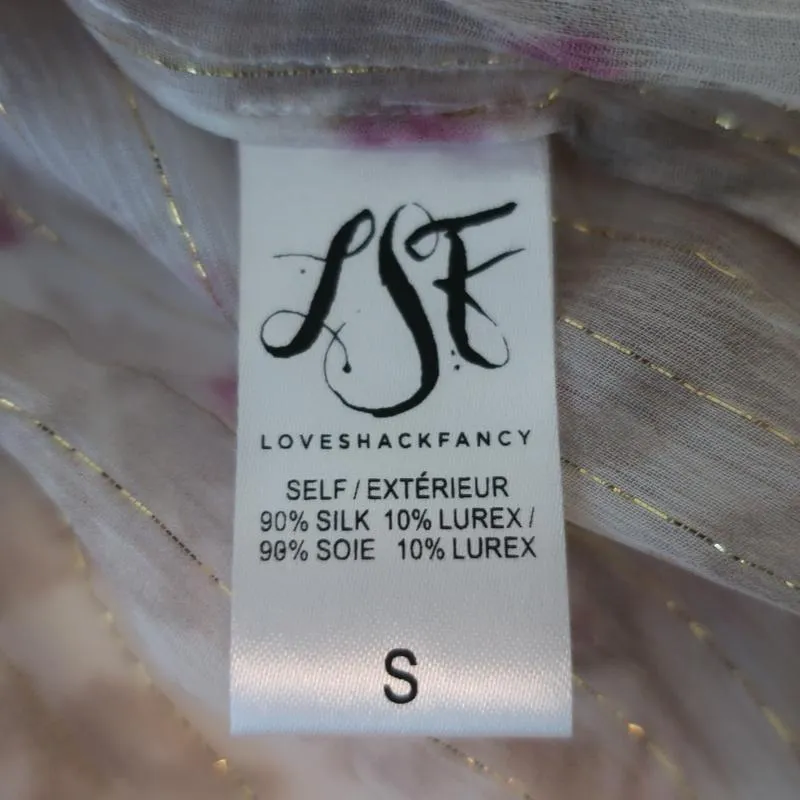 LSF
LOVESHACKFANCY
SELF / EXTÉRIEUR
90% SILK 10% LUREX /
90% SOIE 10% LUREX
S